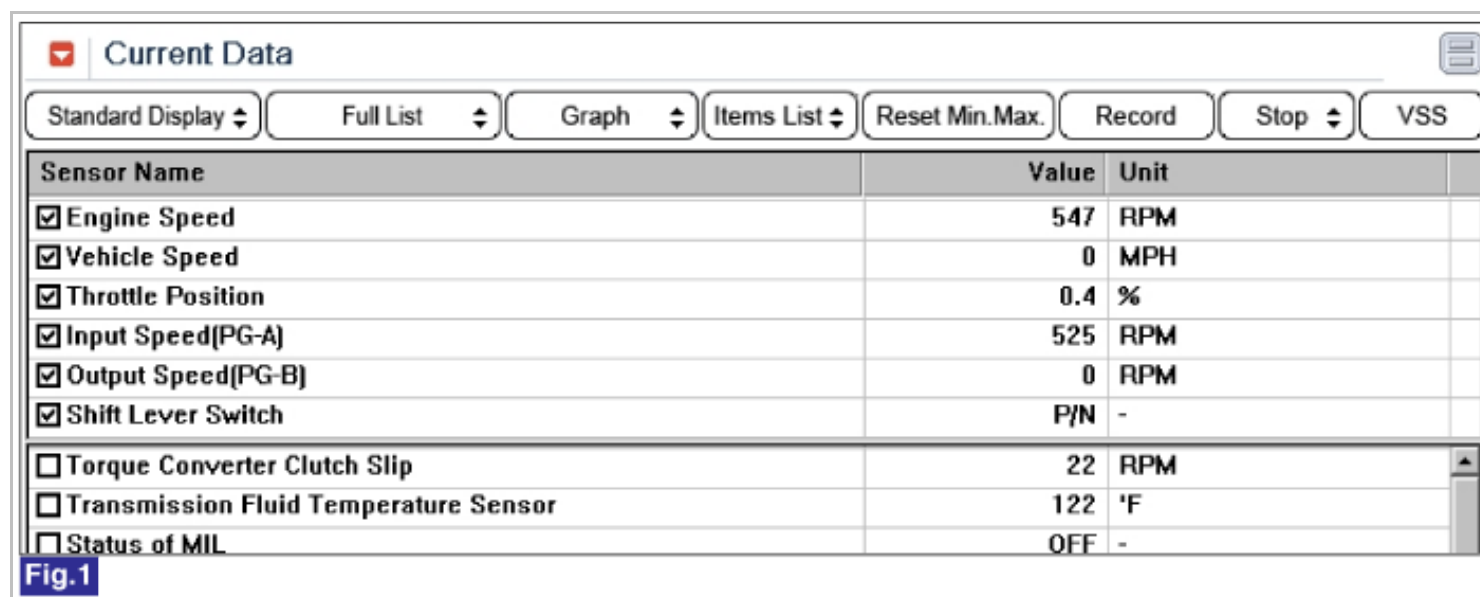 Current Data
Standard Display Full List Graph Items List Reset Min.Max. Record Stop VSS
Sensor Name Value Unit
Engine Speed 547 RPM
Vehicle Speed 0 MPH
Throttle Position 0.4 %
Input Speed(PG-A) 525 RPM
Output Speed(PG-B) 0 RPM
Shift Lever Switch P/N -
Torque Converter Clutch Slip 22 RPM
Transmission Fluid Temperature Sensor 122 'F
Status of MIL OFF -
Fig.1